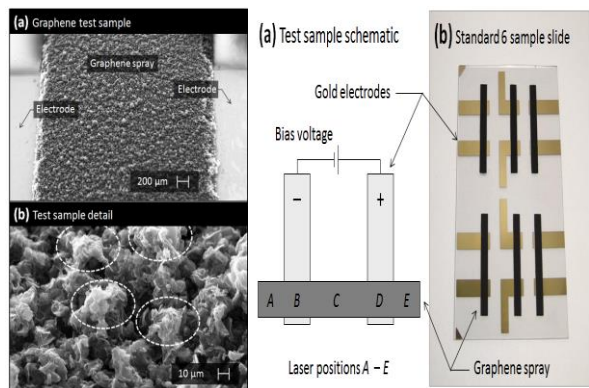 (a) Graphene test sample
Graphene spray
Electrode
Electrode
200 µm
(b) Test sample detail
10 µm
(a) Test sample schematic
Gold electrodes
Bias voltage
– +
A B C D E
Laser positions A – E
(b) Standard 6 sample slide
Graphene spray